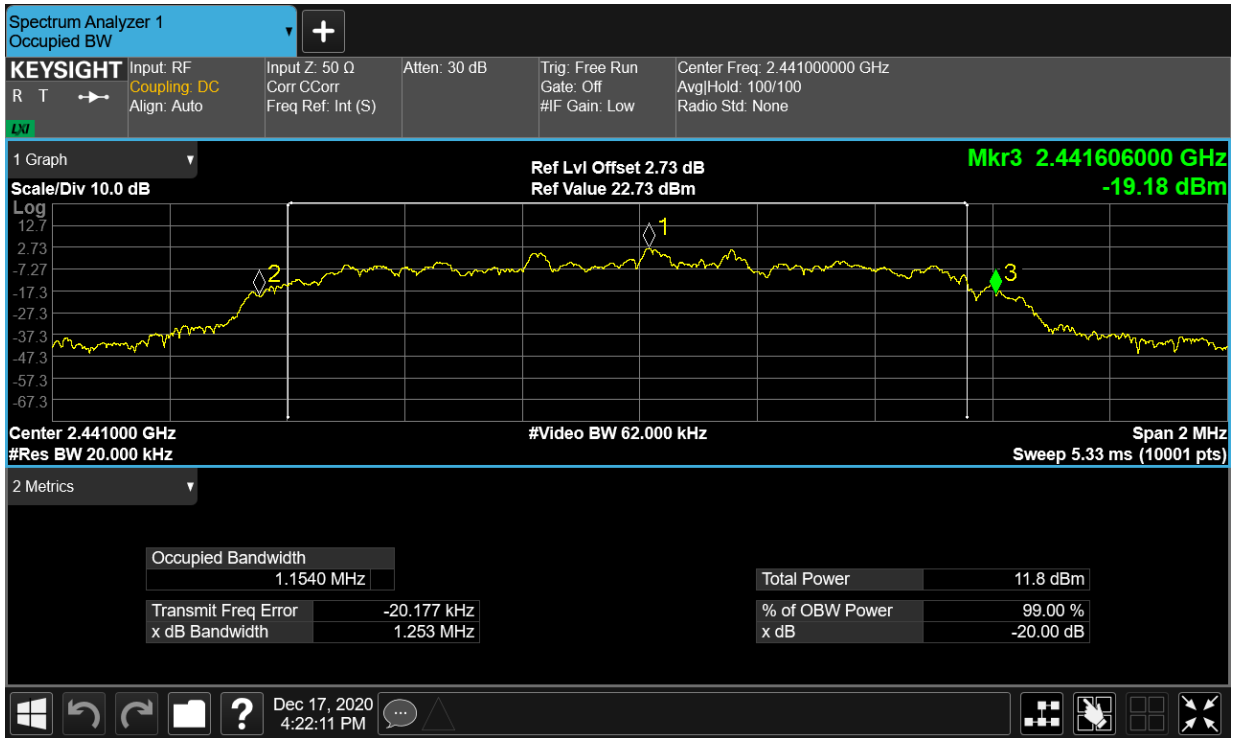 Spectrum Analyzer 1
Occupied BW
KEYSIGHT
R T
LXI
Input: RF
Coupling: DC
Align: Auto
Input Z: 50 Ω
Corr CCorr
Freq Ref: Int (S)
Atten: 30 dB
Trig: Free Run
Gate: Off
#IF Gain: Low
Center Freq: 2.441000000 GHz
Avg|Hold: 100/100
Radio Std: None
1 Graph
Scale/Div 10.0 dB
Ref Lvl Offset 2.73 dB
Ref Value 22.73 dBm
Mkr3 2.441606000 GHz
-19.18 dBm
Log
12.7
2.73
-7.27
-17.3
-27.3
-37.3
-47.3
-57.3
-67.3
1
2
3
Center 2.441000 GHz
#Res BW 20.000 kHz
#Video BW 62.000 kHz
Span 2 MHz
Sweep 5.33 ms (10001 pts)
2 Metrics
Occupied Bandwidth
1.1540 MHz
Transmit Freq Error -20.177 kHz
x dB Bandwidth 1.253 MHz
Total Power 11.8 dBm
% of OBW Power 99.00 %
x dB -20.00 dB
?
Dec 17, 2020
4:22:11 PM